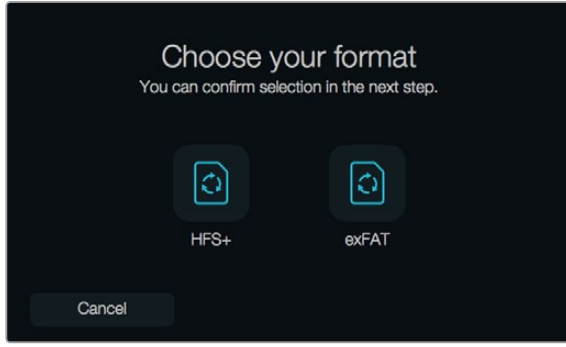 Choose your format
You can confirm selection in the next step.
HFS+
exFAT
Cancel